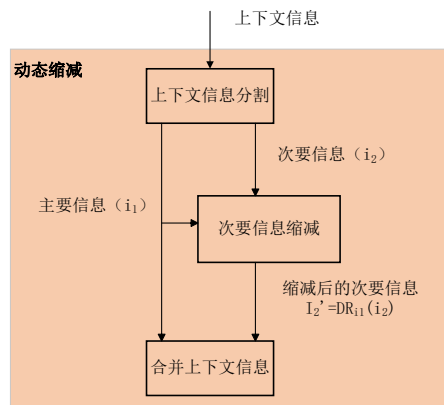 上下文信息
动态缩减
上下文信息分割
次要信息（i₂）
主要信息（i₁）
次要信息缩减
缩减后的次要信息
I₂'=DRᵢ₁(i₂)
合并上下文信息